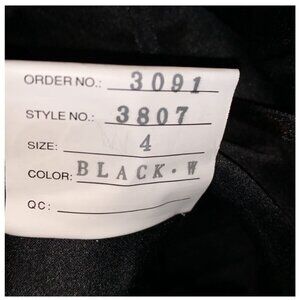 ORDER NO.: 3091
STYLE NO.: 3807
SIZE: 4
COLOR: BLACK·W
QC: